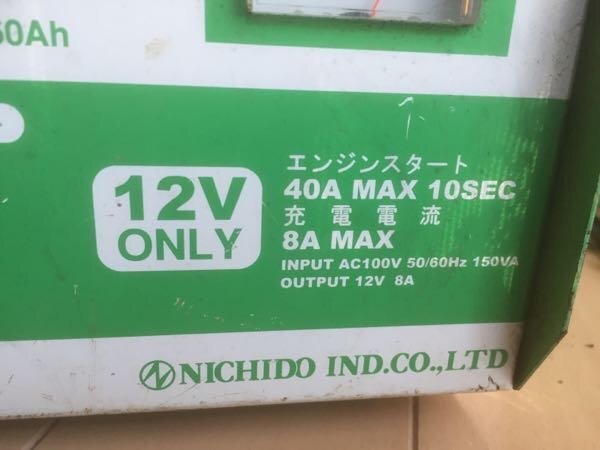 60Ah
12V
ONLY
エンジンスタート
40A MAX 10SEC
充電電流
8A MAX
INPUT AC100V 50/60Hz 150VA
OUTPUT 12V 8A
NICHIDO IND.CO.,LTD